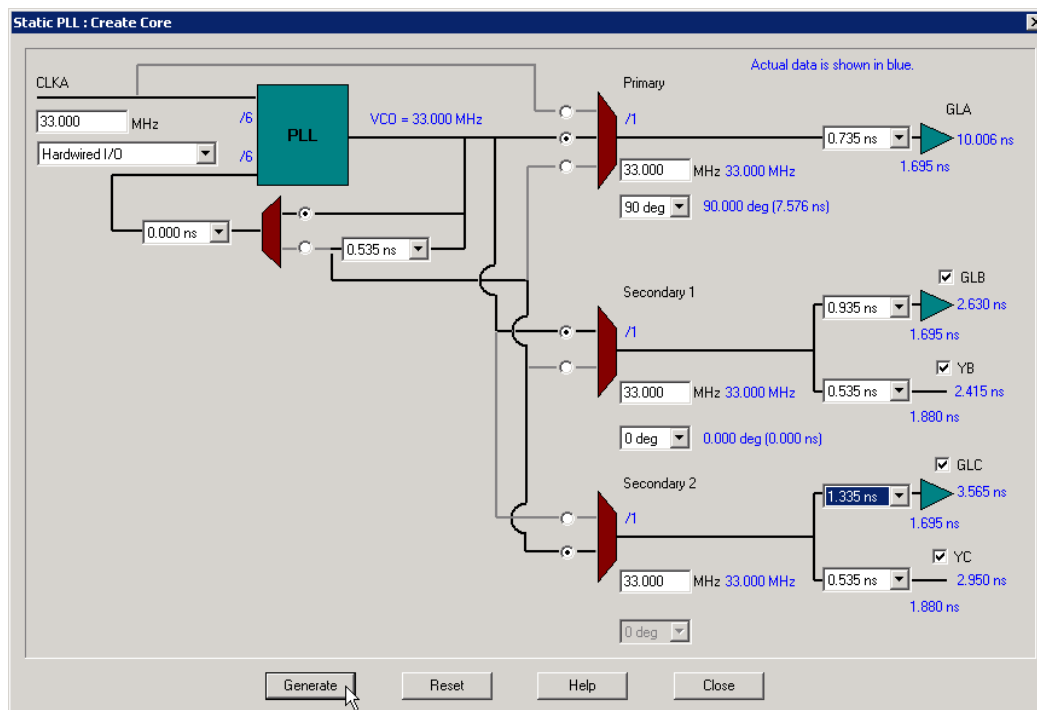 Static PLL : Create Core
Actual data is shown in blue.
CLKA
33.000 MHz
Hardwired I/O
/6
/6
PLL
VCO = 33.000 MHz
0.000 ns
0.535 ns
Primary
/1
33.000 MHz 33.000 MHz
90 deg 90.000 deg (7.576 ns)
0.735 ns
GLA
10.006 ns
1.695 ns
Secondary 1
/1
33.000 MHz 33.000 MHz
0 deg 0.000 deg (0.000 ns)
GLB
0.935 ns 2.630 ns
1.695 ns
YB
0.535 ns 2.415 ns
1.880 ns
Secondary 2
/1
33.000 MHz 33.000 MHz
0 deg
GLC
1.335 ns 3.565 ns
1.695 ns
YC
0.535 ns 2.950 ns
1.880 ns
Generate Reset Help Close